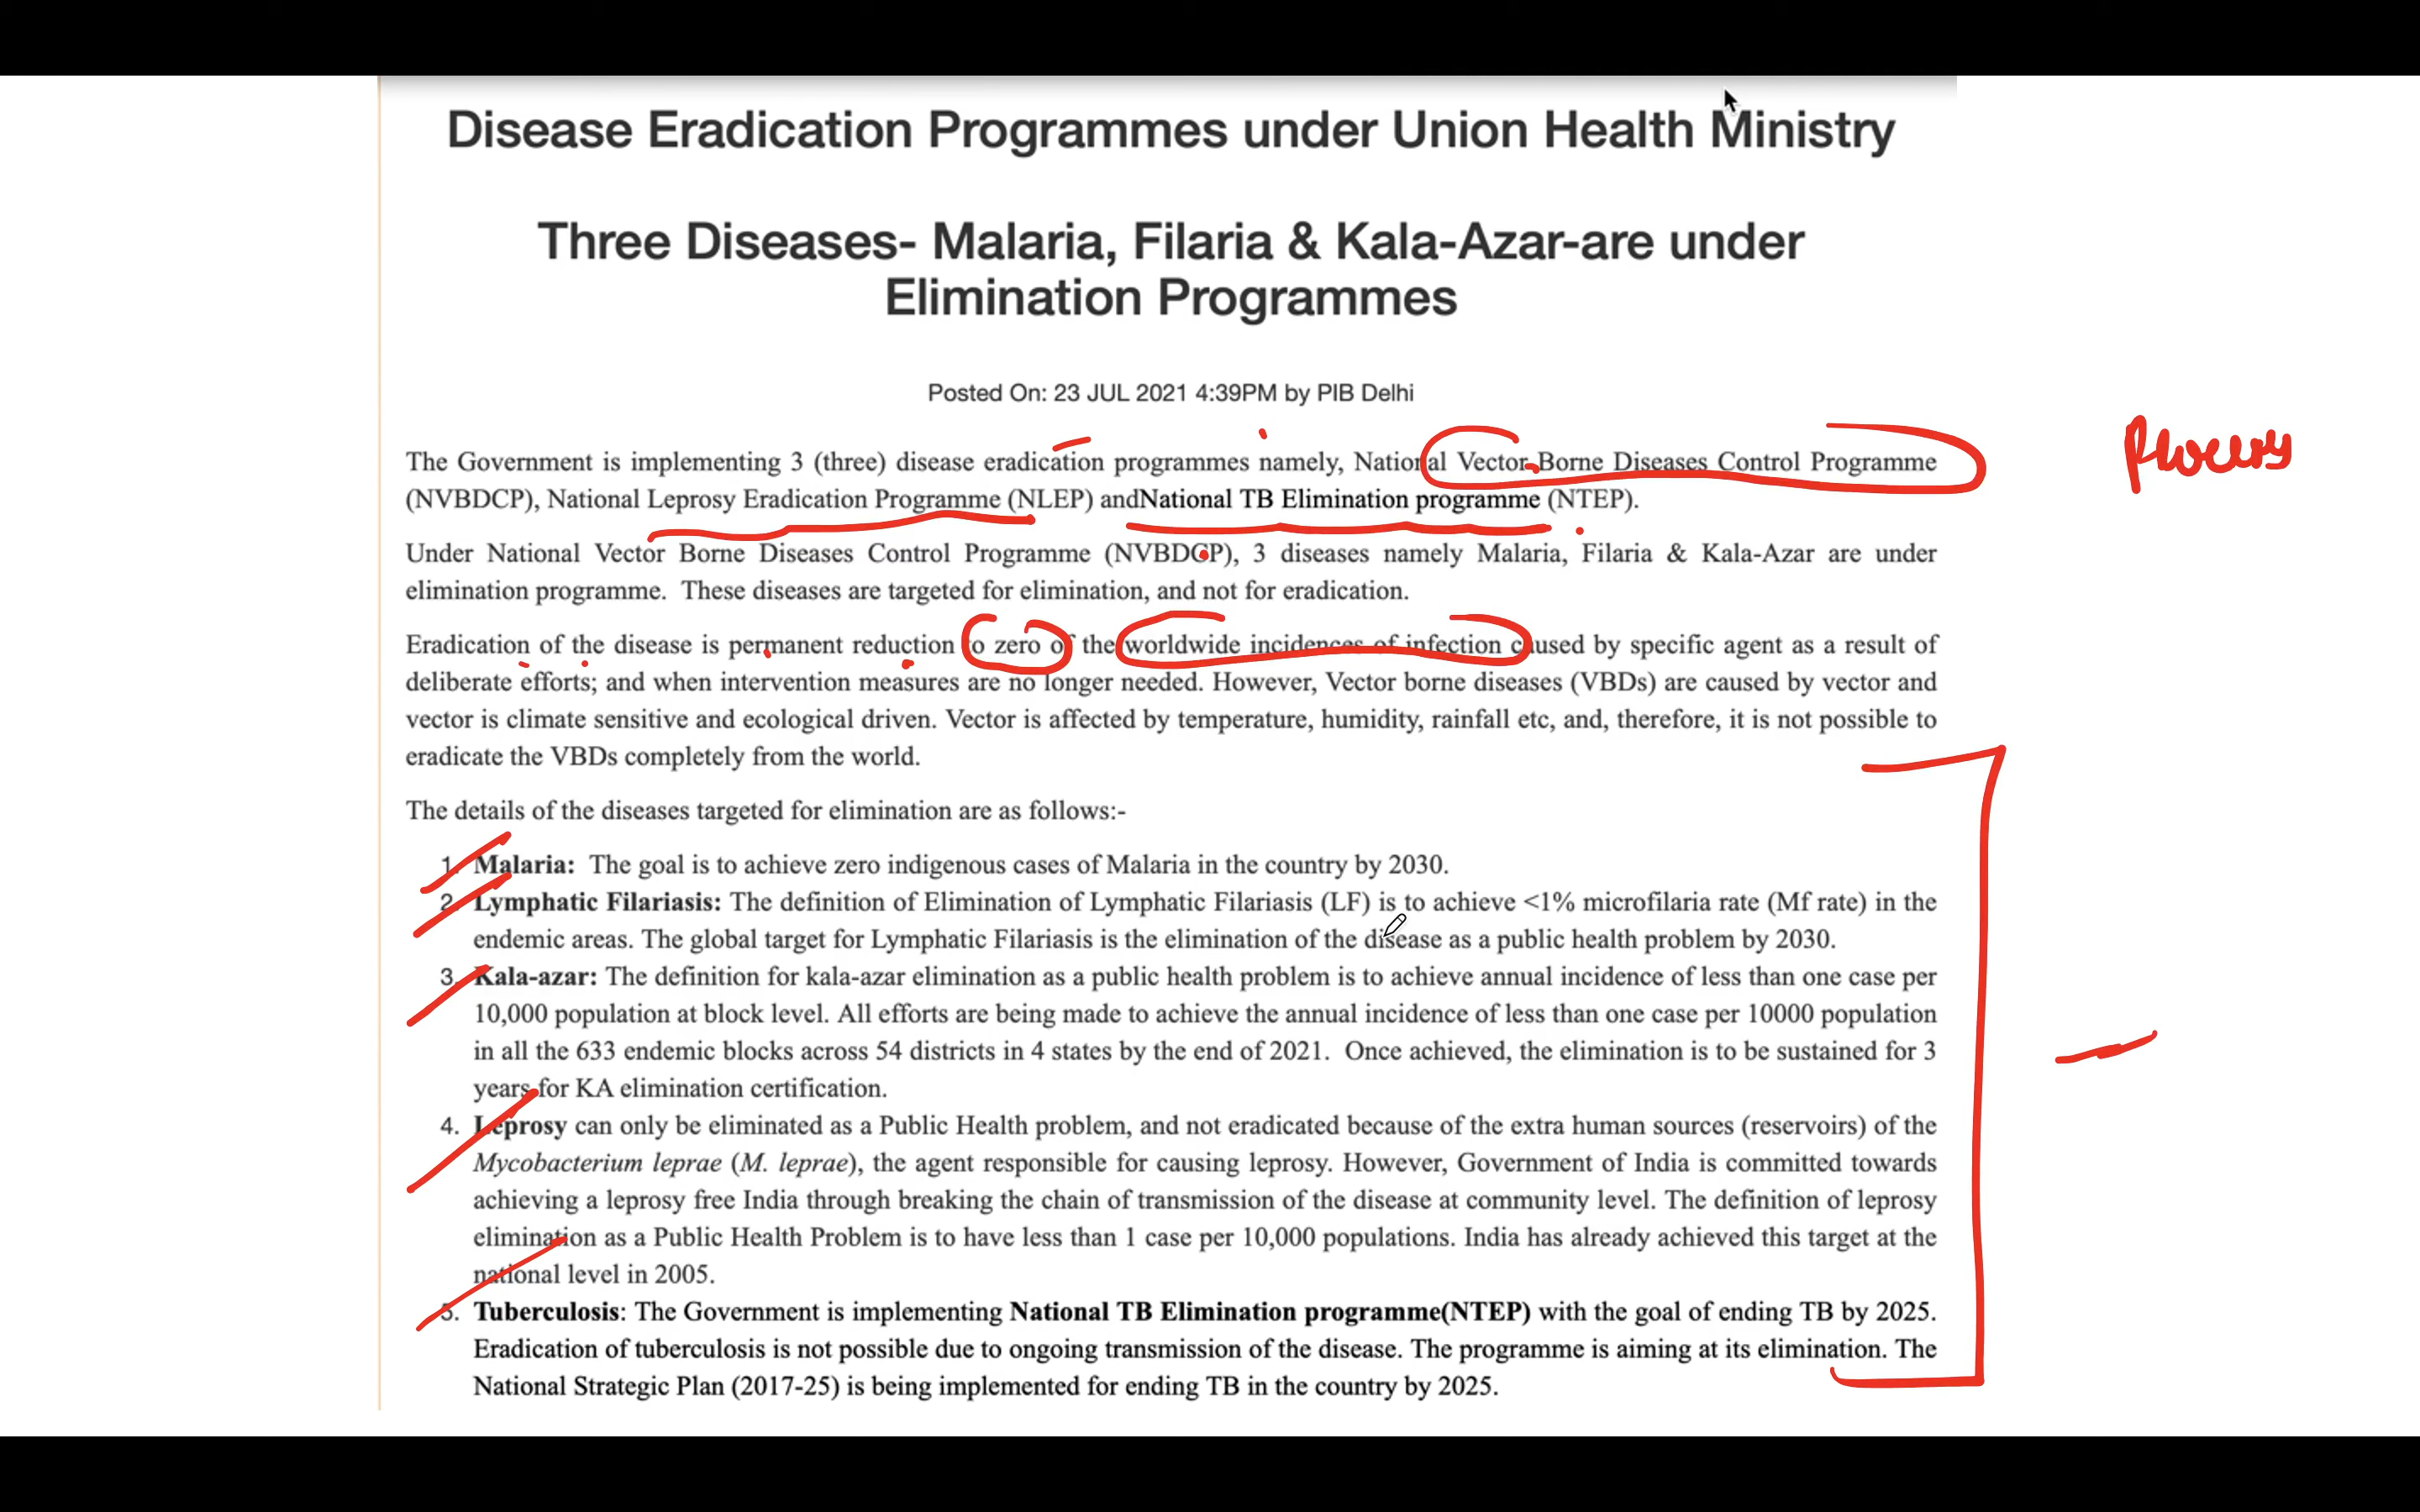 Disease Eradication Programmes under Union Health Ministry
Three Diseases- Malaria, Filaria & Kala-Azar-are under
Elimination Programmes
Posted On: 23 JUL 2021 4:39PM by PIB Delhi
The Government is implementing 3 (three) disease eradication programmes namely, National Vector Borne Diseases Control Programme
(NVBDCP), National Leprosy Eradication Programme (NLEP) andNational TB Elimination programme (NTEP).
Under National Vector Borne Diseases Control Programme (NVBDCP), 3 diseases namely Malaria, Filaria & Kala-Azar are under
elimination programme. These diseases are targeted for elimination, and not for eradication.
Eradication of the disease is permanent reduction to zero of the worldwide incidences of infection caused by specific agent as a result of
deliberate efforts; and when intervention measures are no longer needed. However, Vector borne diseases (VBDs) are caused by vector and
vector is climate sensitive and ecological driven. Vector is affected by temperature, humidity, rainfall etc, and, therefore, it is not possible to
eradicate the VBDs completely from the world.
The details of the diseases targeted for elimination are as follows:-
1. Malaria: The goal is to achieve zero indigenous cases of Malaria in the country by 2030.
2. Lymphatic Filariasis: The definition of Elimination of Lymphatic Filariasis (LF) is to achieve <1% microfilaria rate (Mf rate) in the
endemic areas. The global target for Lymphatic Filariasis is the elimination of the disease as a public health problem by 2030.
3. Kala-azar: The definition for kala-azar elimination as a public health problem is to achieve annual incidence of less than one case per
10,000 population at block level. All efforts are being made to achieve the annual incidence of less than one case per 10000 population
in all the 633 endemic blocks across 54 districts in 4 states by the end of 2021. Once achieved, the elimination is to be sustained for 3
years for KA elimination certification.
4. Leprosy can only be eliminated as a Public Health problem, and not eradicated because of the extra human sources (reservoirs) of the
Mycobacterium leprae (M. leprae), the agent responsible for causing leprosy. However, Government of India is committed towards
achieving a leprosy free India through breaking the chain of transmission of the disease at community level. The definition of leprosy
elimination as a Public Health Problem is to have less than 1 case per 10,000 populations. India has already achieved this target at the
national level in 2005.
5. Tuberculosis: The Government is implementing National TB Elimination programme(NTEP) with the goal of ending TB by 2025.
Eradication of tuberculosis is not possible due to ongoing transmission of the disease. The programme is aiming at its elimination. The
National Strategic Plan (2017-25) is being implemented for ending TB in the country by 2025.